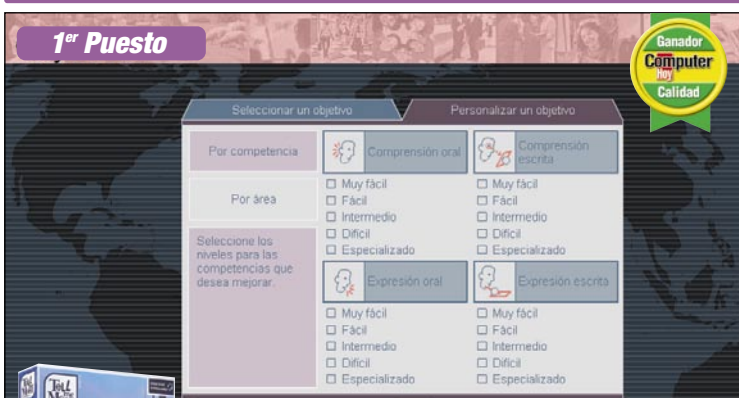 1er Puesto
Ganador
Computer
Hoy
Calidad
Seleccionar un objetivo
Personalizar un objetivo
Por competencia
Comprensión oral
Comprensión
escrita
Por área
Muy fácil
Fácil
Intermedio
Difícil
Especializado
Muy fácil
Fácil
Intermedio
Difícil
Especializado
Seleccione los
niveles para las
competencias que
desea mejorar.
Expresión oral
Expresión escrita
Muy fácil
Fácil
Intermedio
Difícil
Especializado
Muy fácil
Fácil
Intermedio
Difícil
Especializado
Tell